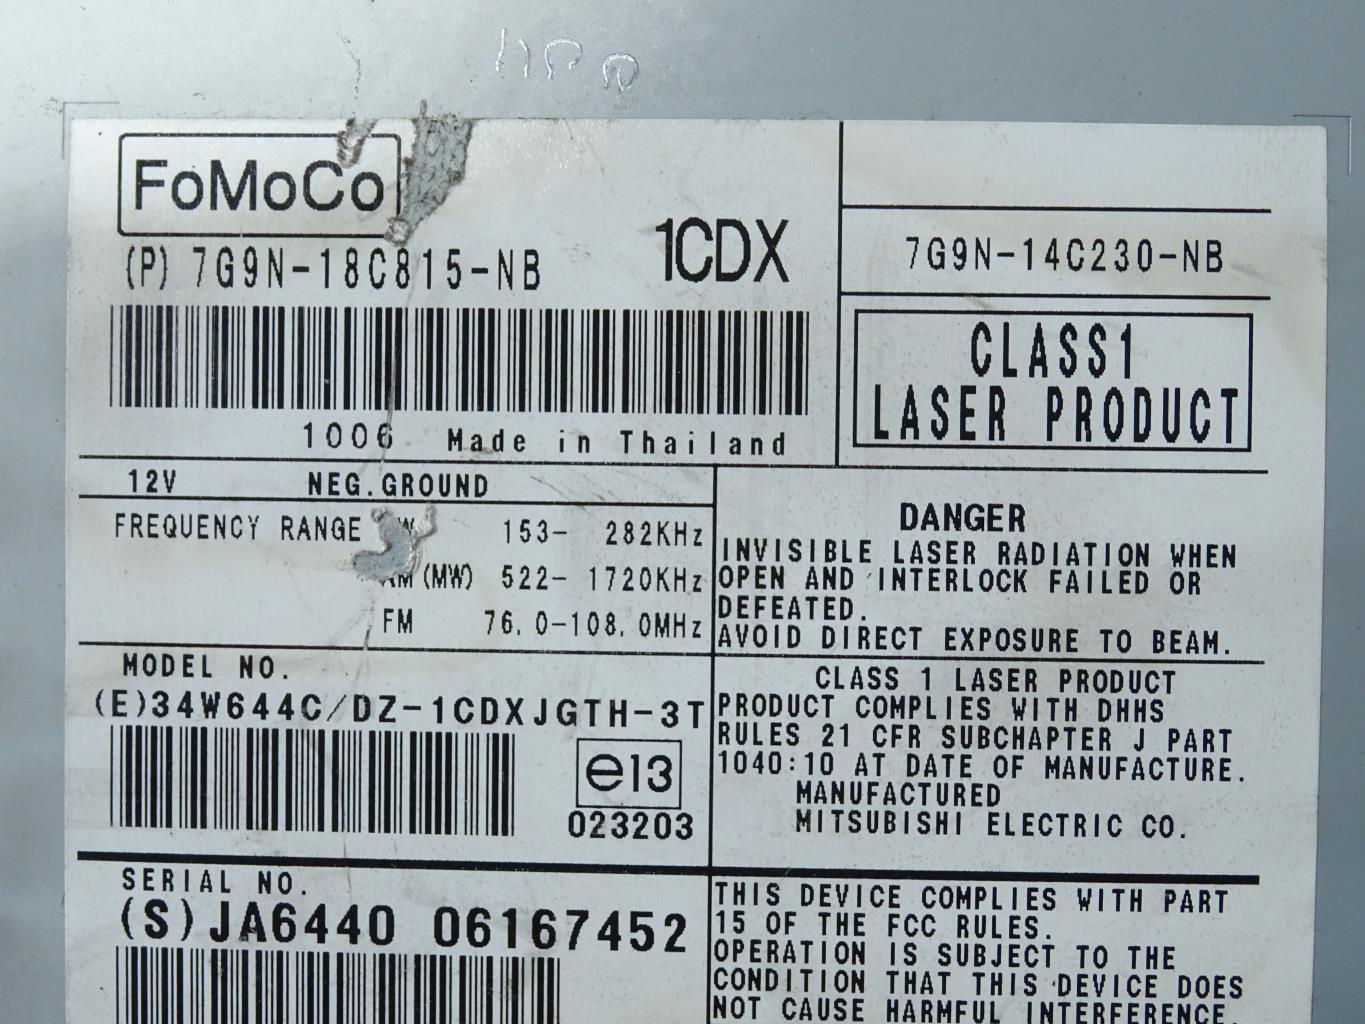 FoMoCo
(P) 7G9N-18C815-NB
1CDX
7G9N-14C230-NB
CLASS1
LASER PRODUCT
1006 Made in Thailand
12V NEG.GROUND
FREQUENCY RANGE 153- 282KHz
AM (MW) 522- 1720KHz
FM 76.0-108.0MHz
DANGER
INVISIBLE LASER RADIATION WHEN
OPEN AND INTERLOCK FAILED OR
DEFEATED.
AVOID DIRECT EXPOSURE TO BEAM.
MODEL NO.
(E)34W644C/DZ-1CDXJGTH-3T
e13
023203
CLASS 1 LASER PRODUCT
PRODUCT COMPLIES WITH DHHS
RULES 21 CFR SUBCHAPTER J PART
1040:10 AT DATE OF MANUFACTURE.
MANUFACTURED
MITSUBISHI ELECTRIC CO.
SERIAL NO.
(S)JA6440 06167452
THIS DEVICE COMPLIES WITH PART
15 OF THE FCC RULES.
OPERATION IS SUBJECT TO THE
CONDITION THAT THIS DEVICE DOES
NOT CAUSE HARMFUL INTERFERENCE.